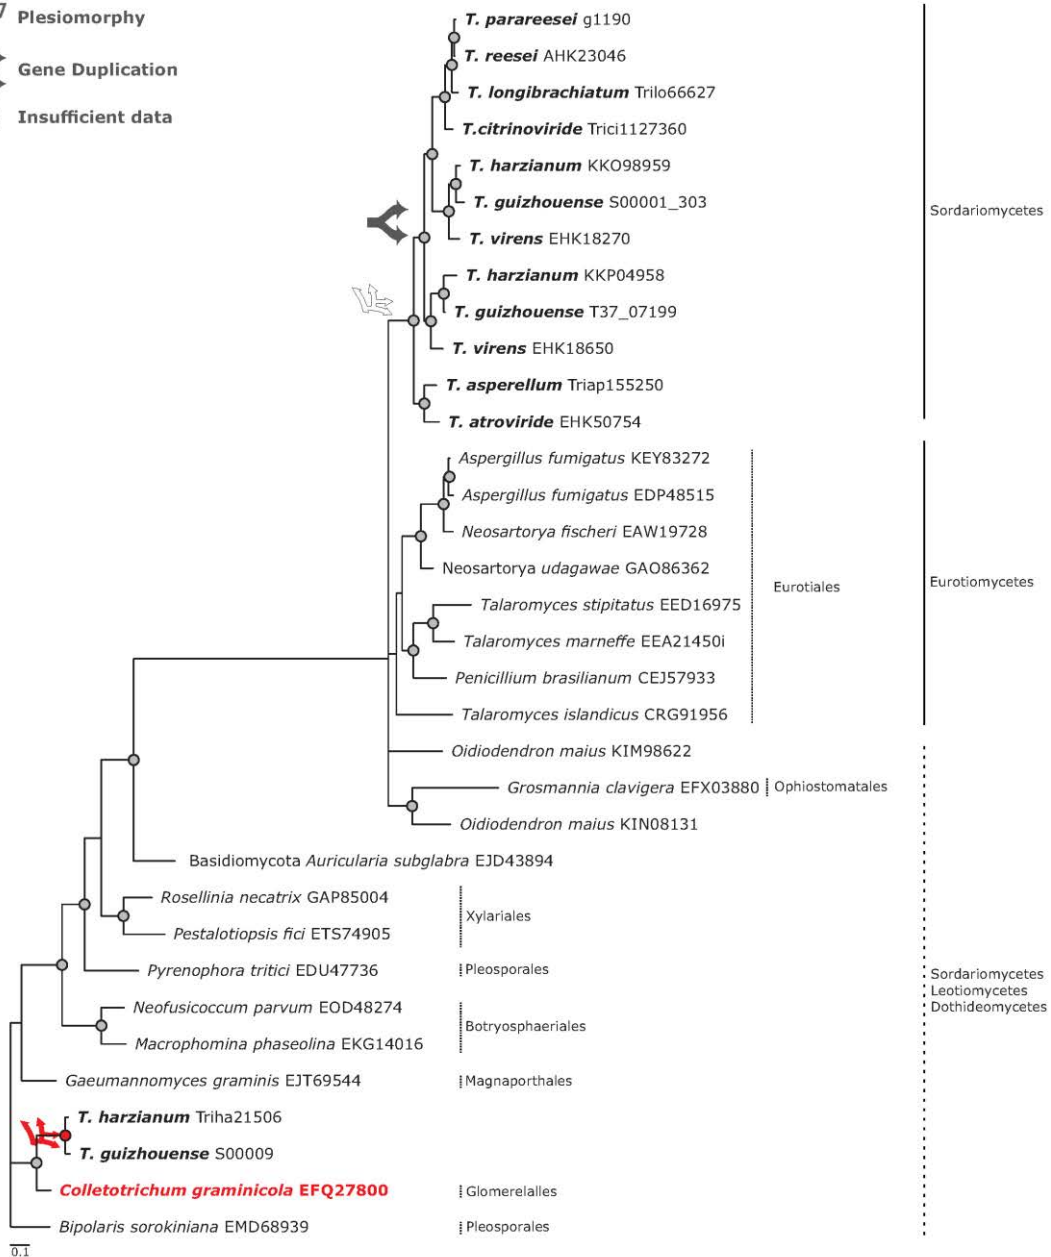 Plesiomorphy
Gene Duplication
Insufficient data
T. parareesei g1190
T. reesei AHK23046
T. longibrachiatum Trilo66627
T.citrinoviride Trici1127360
T. harzianum KKO98959
T. guizhouense S00001_303
Sordariomycetes
T. virens EHK18270
T. harzianum KKP04958
T. guizhouense T37_07199
T. virens EHK18650
T. asperellum Triap155250
T. atroviride EHK50754
Aspergillus fumigatus KEY83272
Aspergillus fumigatus EDP48515
Neosartorya fischeri EAW19728
Neosartorya udagawae GAO86362
Eurotiales
Eurotiomycetes
Talaromyces stipitatus EED16975
Talaromyces marneffe EEA21450i
Penicillium brasilianum CEJ57933
Talaromyces islandicus CRG91956
Oidiodendron maius KIM98622
Grosmannia clavigera EFX03880
Ophiostomatales
Oidiodendron maius KIN08131
Basidiomycota Auricularia subglabra EJD43894
Rosellinia necatrix GAP85004
Xylariales
Pestalotiopsis fici ETS74905
Pyrenophora tritici EDU47736
Pleosporales
Sordariomycetes
Leotiomycetes
Dothideomycetes
Neofusicoccum parvum EOD48274
Botryosphaeriales
Macrophomina phaseolina EKG14016
Gaeumannomyces graminis EJT69544
Magnaporthales
T. harzianum Triha21506
T. guizhouense S00009
Colletotrichum graminicola EFQ27800
Glomerelalles
Bipolaris sorokiniana EMD68939
Pleosporales
0.1